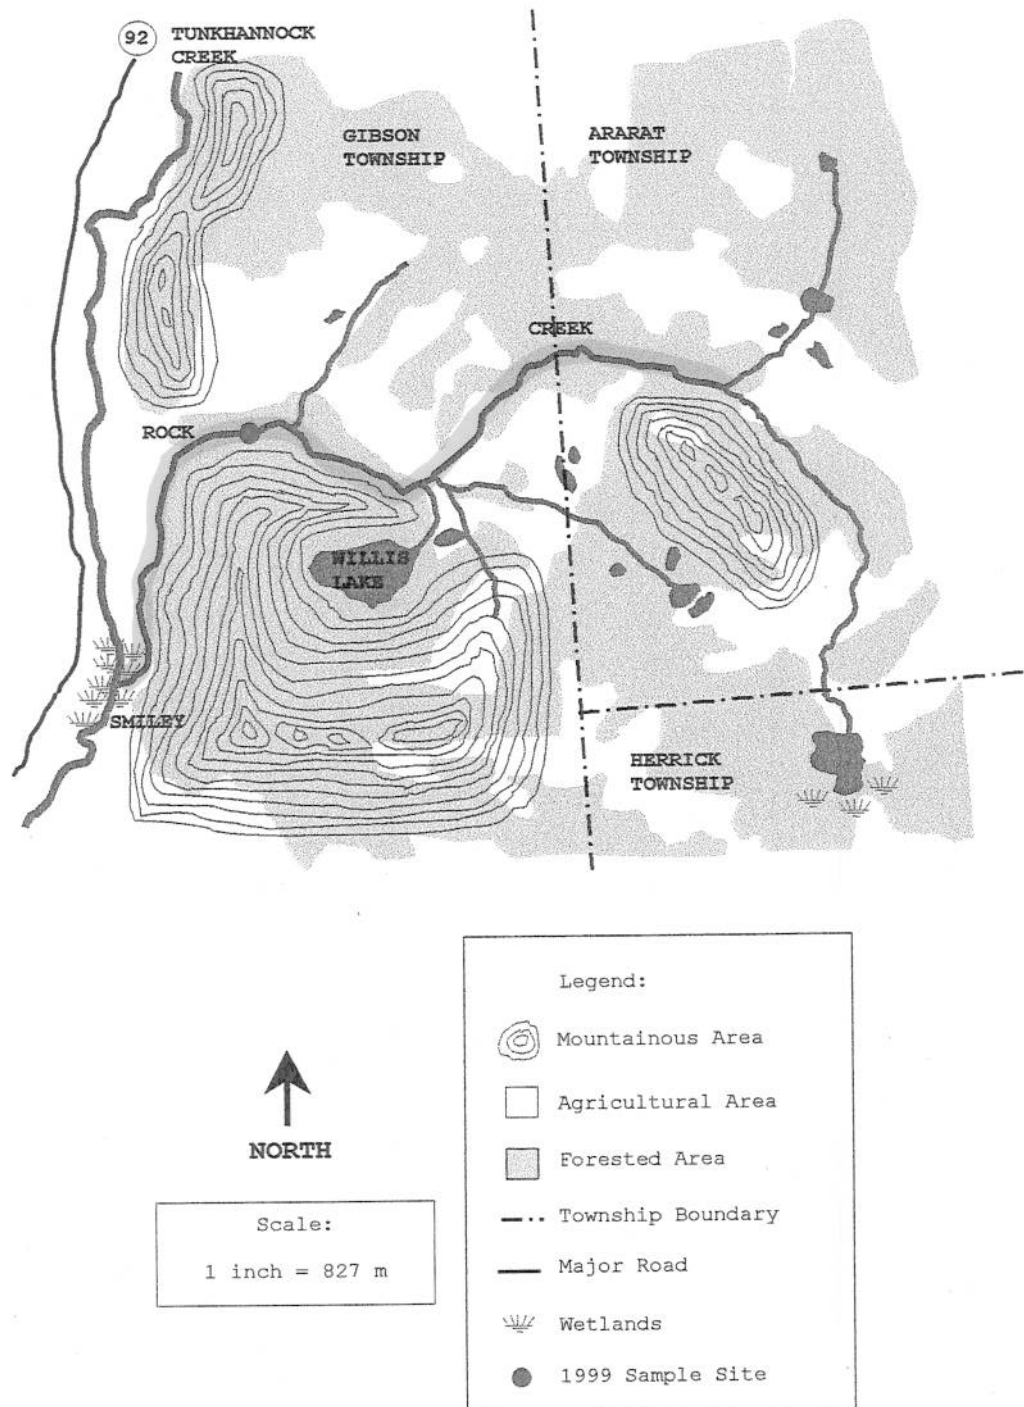 92
TUNKHANNOCK
CREEK
GIBSON
TOWNSHIP
ARARAT
TOWNSHIP
CREEK
ROCK
WILLIS
LAKE
SMILEY
HERRICK
TOWNSHIP
Legend:
Mountainous Area
Agricultural Area
Forested Area
Township Boundary
Major Road
Wetlands
1999 Sample Site
NORTH
Scale:
1 inch = 827 m